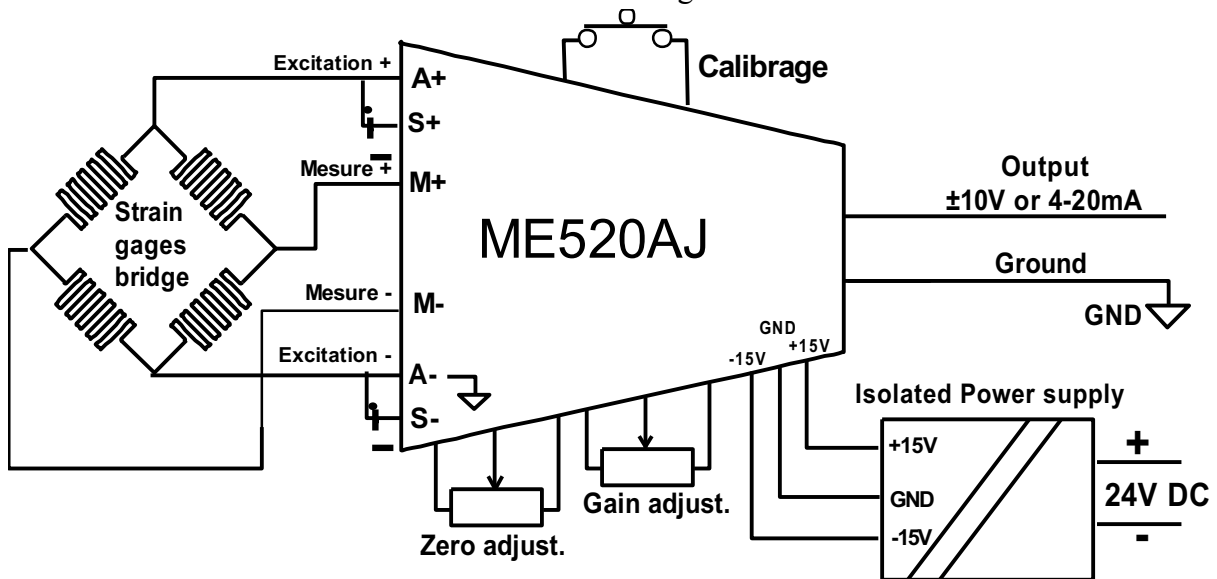 Calibrage
Excitation +
A+
S+
Mesure +
M+
Strain
gages
bridge
ME520AJ
Output
±10V or 4-20mA
Ground
GND
Mesure -
M-
Excitation -
A-
S-
GND
-15V
+15V
Isolated Power supply
+15V
GND
-15V
+
24V DC
-
Gain adjust.
Zero adjust.